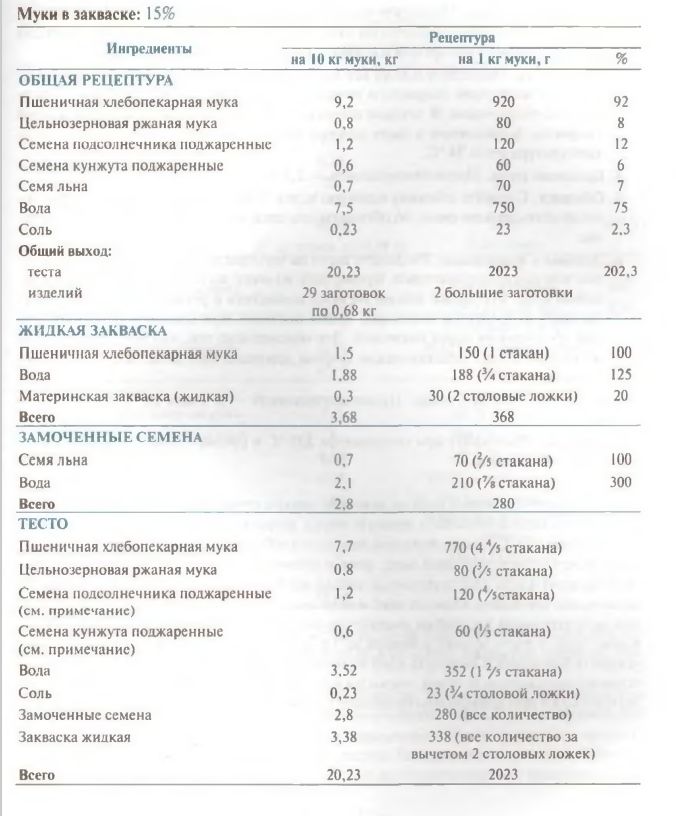 Муки в закваске: 15%
Ингредиенты Рецептура
на 10 кг муки, кг на 1 кг муки, г %
ОБЩАЯ РЕЦЕПТУРА
Пшеничная хлебопекарная мука 9,2 920 92
Цельнозерновая ржаная мука 0,8 80 8
Семена подсолнечника поджаренные 1,2 120 12
Семена кунжута поджаренные 0,6 60 6
Семя льна 0,7 70 7
Вода 7,5 750 75
Соль 0,23 23 2,3
Общий выход:
теста 20,23 2023 202,3
изделий 29 заготовок 2 большие заготовки
по 0,68 кг
ЖИДКАЯ ЗАКВАСКА
Пшеничная хлебопекарная мука 1,5 150 (1 стакан) 100
Вода 1,88 188 (¾ стакана) 125
Материнская закваска (жидкая) 0,3 30 (2 столовые ложки) 20
Всего 3,68 368
ЗАМОЧЕННЫЕ СЕМЕНА
Семя льна 0,7 70 (⅖ стакана) 100
Вода 2,1 210 (⅞ стакана) 300
Всего 2,8 280
ТЕСТО
Пшеничная хлебопекарная мука 7,7 770 (4 ⅘ стакана)
Цельнозерновая ржаная мука 0,8 80 (⅗ стакана)
Семена подсолнечника поджаренные 1,2 120 (⅘стакана)
(см. примечание)
Семена кунжута поджаренные 0,6 60 (⅓ стакана)
(см. примечание)
Вода 3,52 352 (1 ⅖ стакана)
Соль 0,23 23 (¾ столовой ложки)
Замоченные семена 2,8 280 (все количество)
Закваска жидкая 3,38 338 (все количество за
вычетом 2 столовых ложек)
Всего 20,23 2023